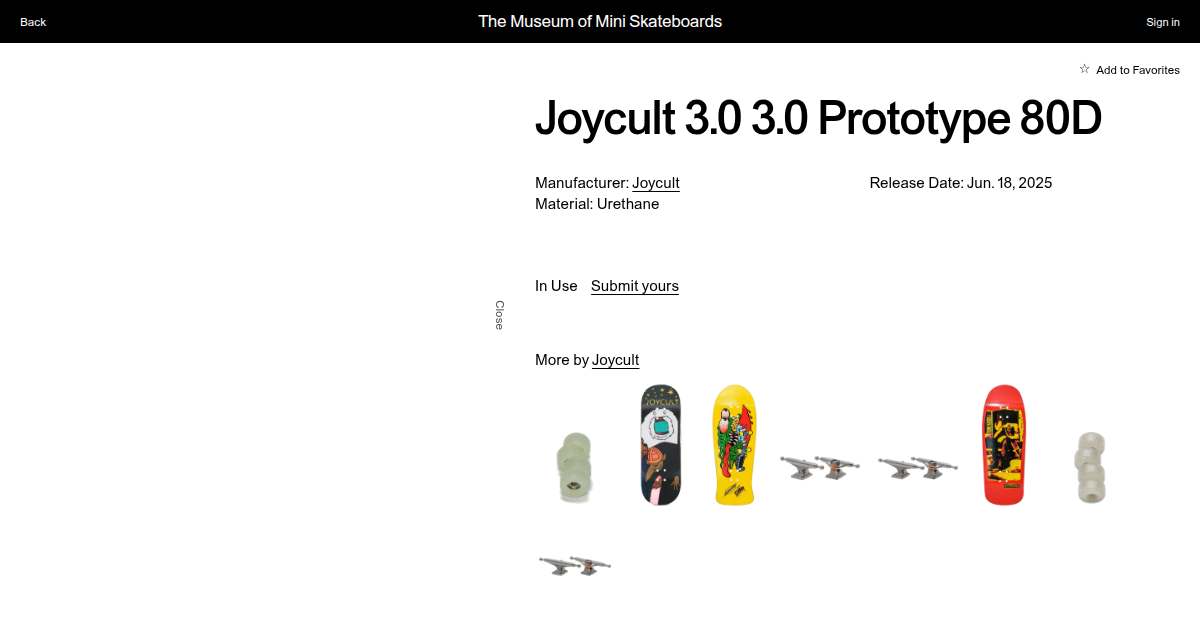 Back
The Museum of Mini Skateboards
Sign in
☆ Add to Favorites
Joycult 3.0 3.0 Prototype 80D
Manufacturer: Joycult
Release Date: Jun. 18, 2025
Material: Urethane
In Use
Submit yours
Close
More by Joycult
JOYCULT